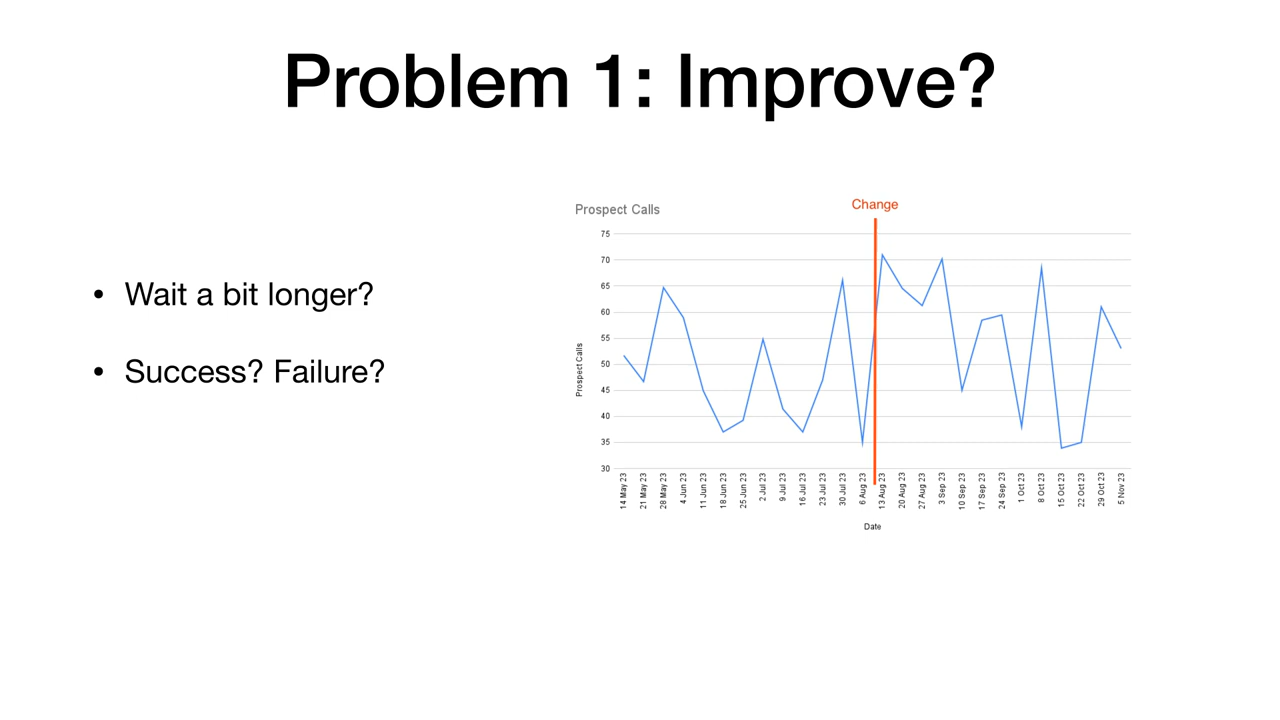 Problem 1: Improve?
• Wait a bit longer?
• Success? Failure?
Change
Prospect Calls
75
70
65
60
55
50
45
40
35
30
Prospect Calls
14 May 23
21 May 23
28 May 23
4 Jun 23
11 Jun 23
18 Jun 23
25 Jun 23
2 Jul 23
9 Jul 23
16 Jul 23
23 Jul 23
30 Jul 23
6 Aug 23
13 Aug 23
20 Aug 23
27 Aug 23
3 Sep 23
10 Sep 23
17 Sep 23
24 Sep 23
1 Oct 23
8 Oct 23
15 Oct 23
22 Oct 23
29 Oct 23
5 Nov 23
Date